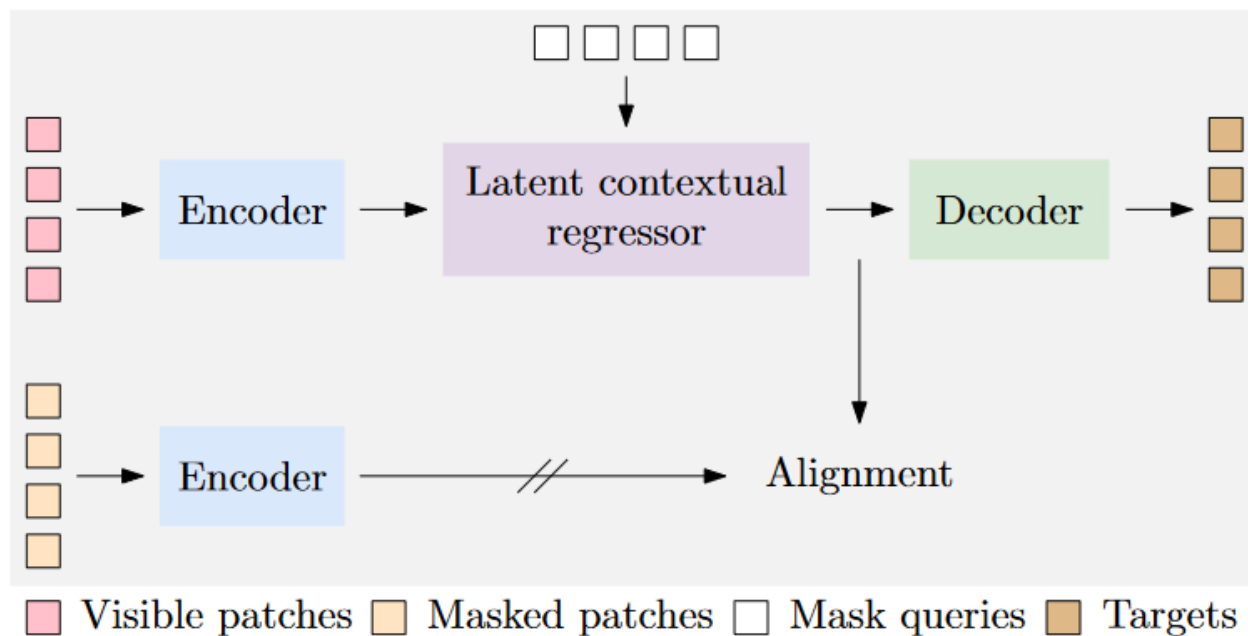 Encoder
Latent contextual
regressor
Decoder
Encoder
Alignment
Visible patches
Masked patches
Mask queries
Targets